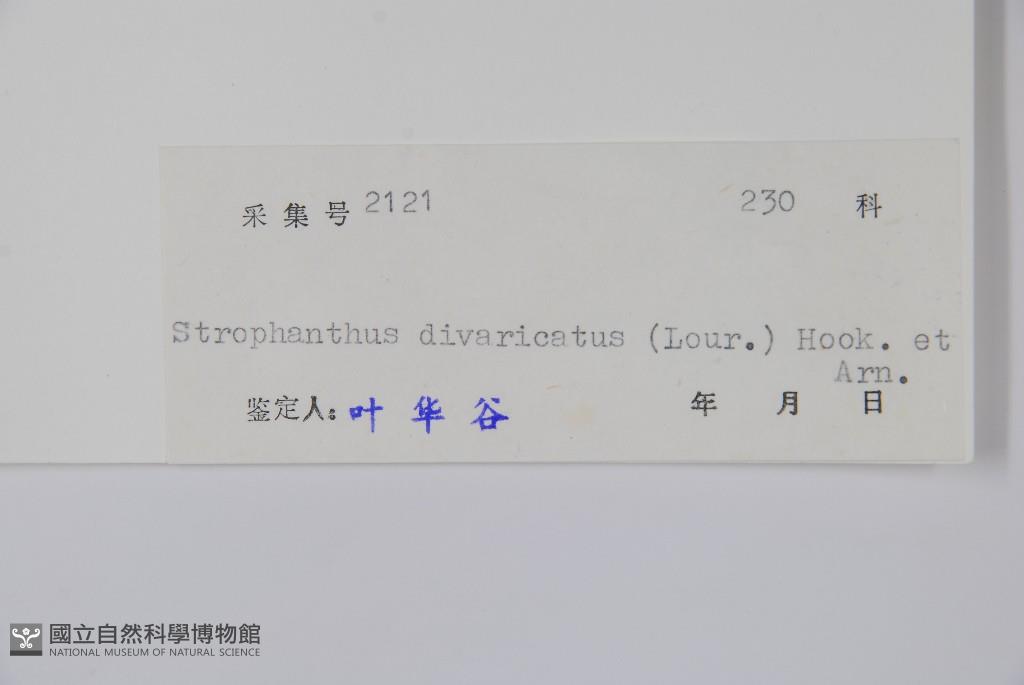 采集号 2121 230 科
Strophanthus divaricatus (Lour.) Hook. et
Arn.
鉴定人: 叶华谷 年 月 日
國立自然科學博物館
NATIONAL MUSEUM OF NATURAL SCIENCE